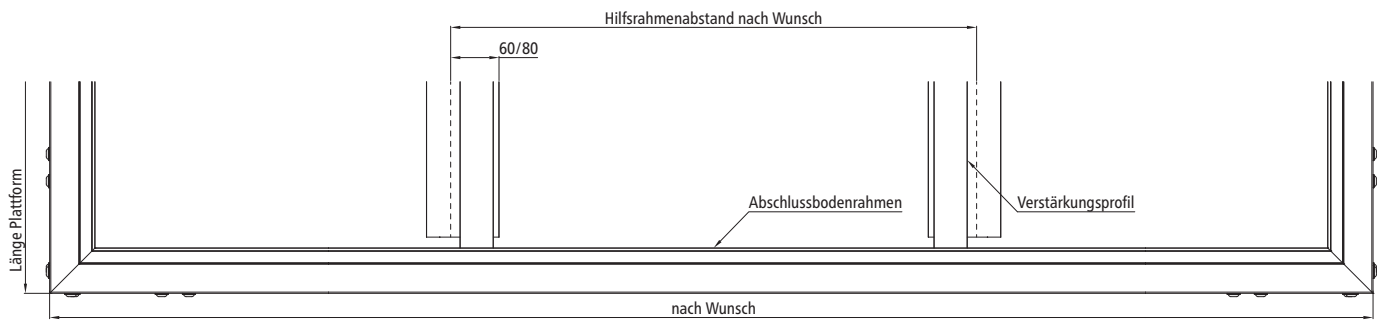 Hilfsrahmenabstand nach Wunsch
60/80
Länge Plattform
Abschlussbodenrahmen
Verstärkungsprofil
nach Wunsch